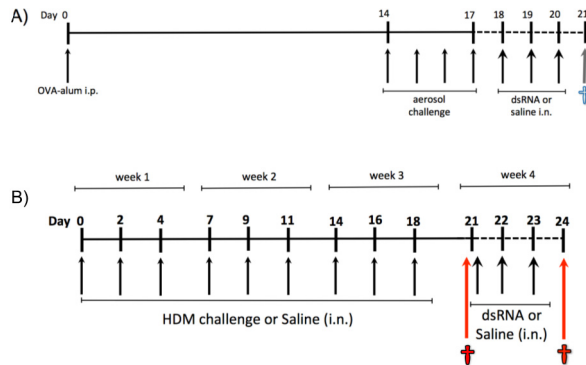 A)
Day 0 14 17 18 19 20 21
OVA-alum i.p.
aerosol
challenge
dsRNA or
saline i.n.
week 1 week 2 week 3 week 4
B)
Day 0 2 4 7 9 11 14 16 18 21 22 23 24
HDM challenge or Saline (i.n.)
dsRNA or
Saline (i.n.)